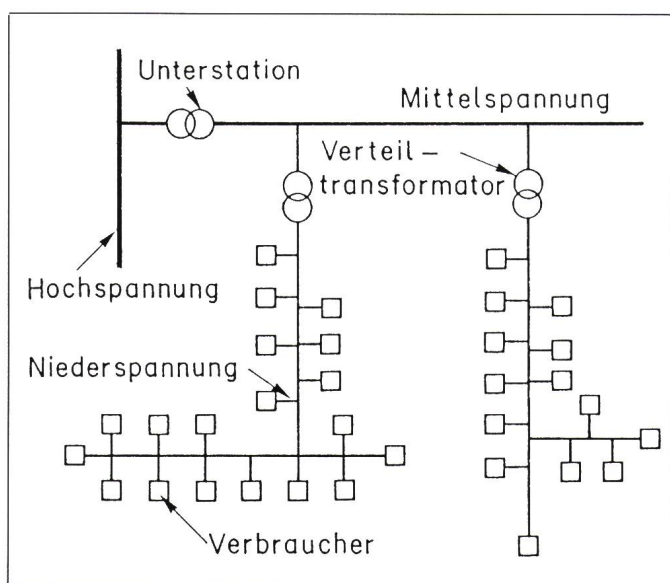 Unterstation
Mittelspannung
Verteil-
transformator
Hochspannung
Niederspannung
Verbraucher